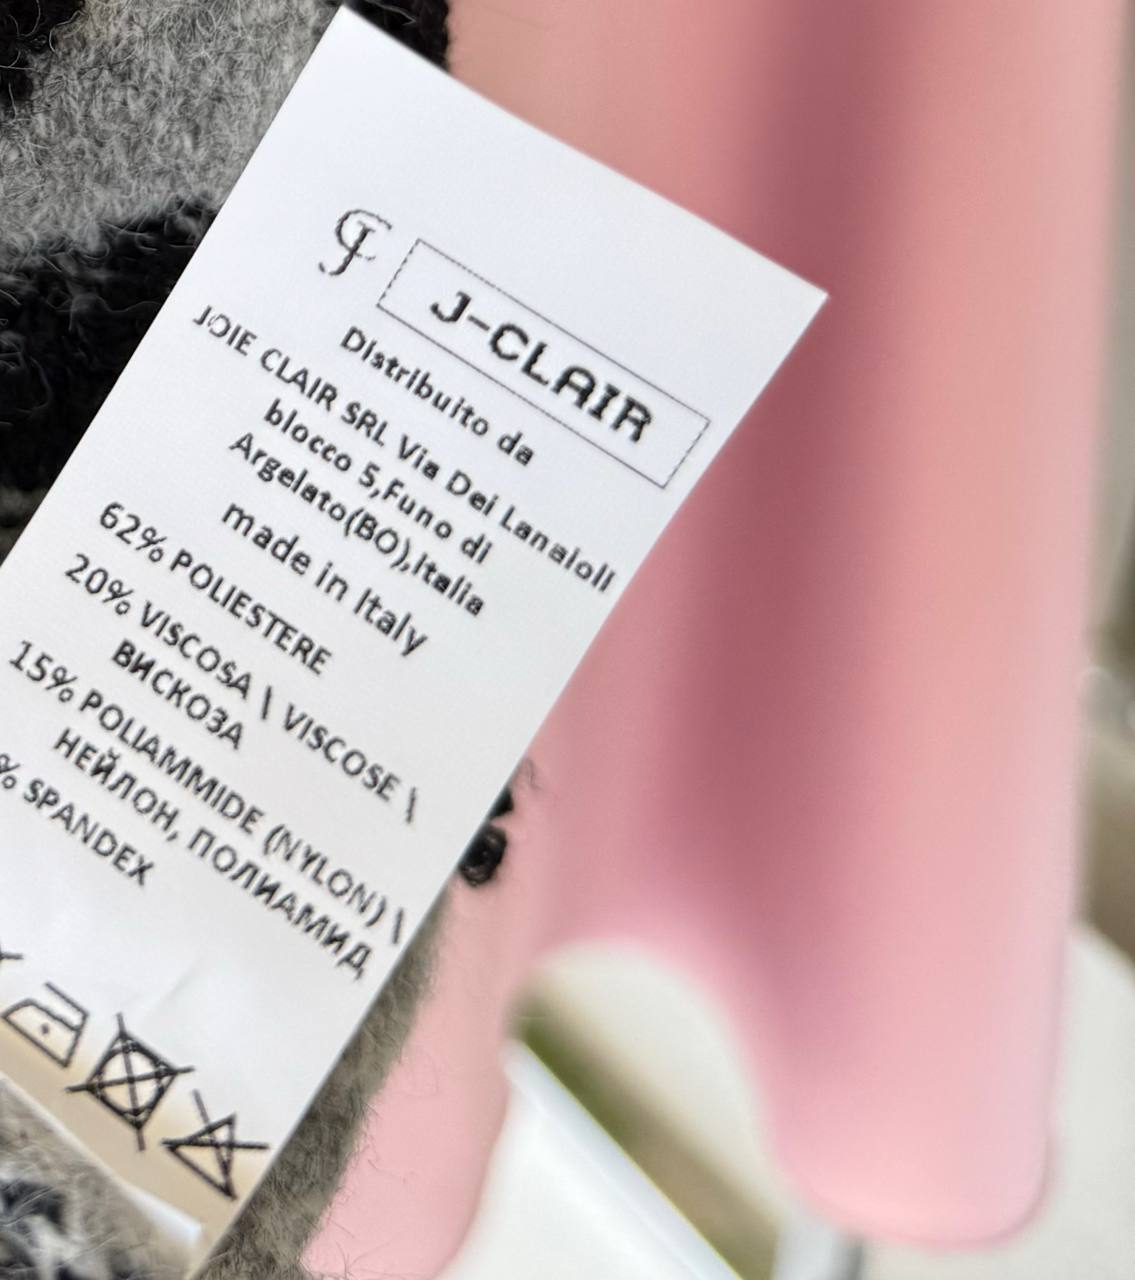 J-CLAIR
Distribuito da
JOIE CLAIR SRL Via Dei Lanaioli
blocco 5,Funo di
Argelato(BO),Italia
made in Italy
62% POLIESTERE
20% VISCOSA \ VISCOSE \
ВИСКОЗА
15% POLIAMMIDE (NYLON) \
НЕЙЛОН, ПОЛИАМИД
% SPANDEX